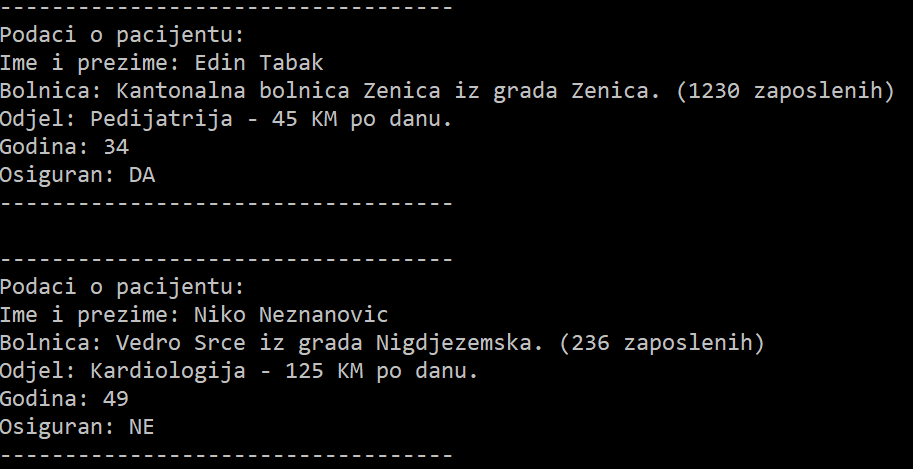 -----------------------------------
Podaci o pacijentu:
Ime i prezime: Edin Tabak
Bolnica: Kantonalna bolnica Zenica iz grada Zenica. (1230 zaposlenih)
Odjel: Pedijatrija - 45 KM po danu.
Godina: 34
Osiguran: DA
-----------------------------------

-----------------------------------
Podaci o pacijentu:
Ime i prezime: Niko Neznanovic
Bolnica: Vedro Srce iz grada Nigdjezemska. (236 zaposlenih)
Odjel: Kardiologija - 125 KM po danu.
Godina: 49
Osiguran: NE
-----------------------------------